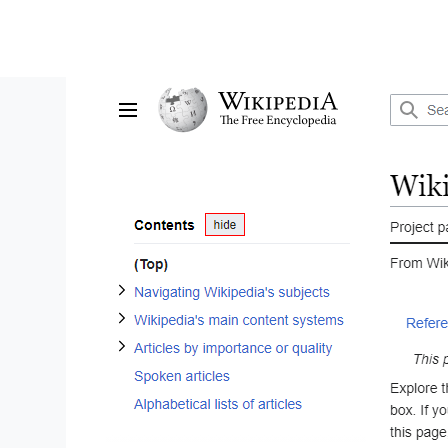 WIKIPEDIA
The Free Encyclopedia
Sea
Wiki
Contents hide
Project pa
(Top)
From Wik
Navigating Wikipedia's subjects
Wikipedia's main content systems
Refere
Articles by importance or quality
This p
Spoken articles
Explore th
Alphabetical lists of articles
box. If yo
this page